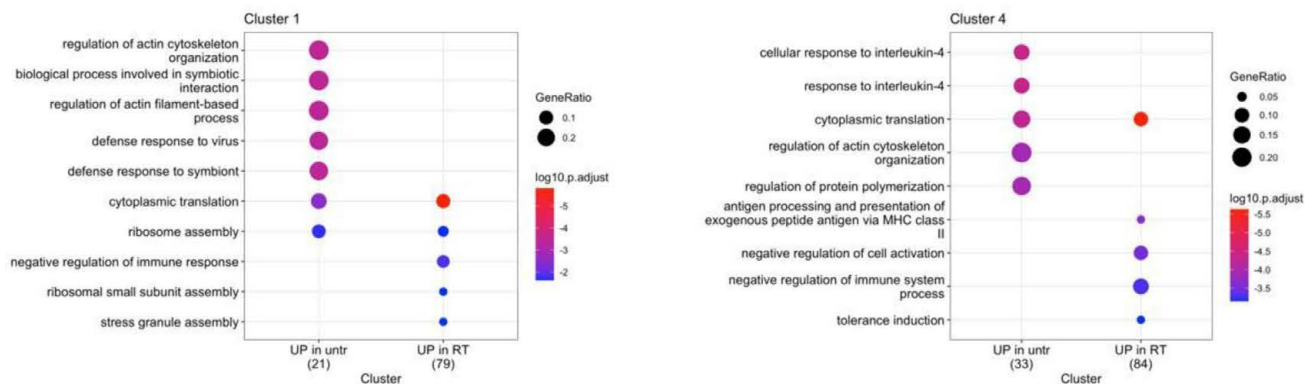 Cluster 1
regulation of actin cytoskeleton
organization
biological process involved in symbiotic
interaction
regulation of actin filament-based
process
defense response to virus
defense response to symbiont
cytoplasmic translation
ribosome assembly
negative regulation of immune response
ribosomal small subunit assembly
stress granule assembly
UP in untr
(21)
UP in RT
(79)
Cluster
GeneRatio
0.1
0.2
log10.p.adjust
-5
-4
-3
-2
Cluster 4
cellular response to interleukin-4
response to interleukin-4
cytoplasmic translation
regulation of actin cytoskeleton
organization
regulation of protein polymerization
antigen processing and presentation of
exogenous peptide antigen via MHC class
II
negative regulation of cell activation
negative regulation of immune system
process
tolerance induction
UP in untr
(33)
UP in RT
(84)
Cluster
GeneRatio
0.05
0.10
0.15
0.20
log10.p.adjust
-5.5
-5.0
-4.5
-4.0
-3.5